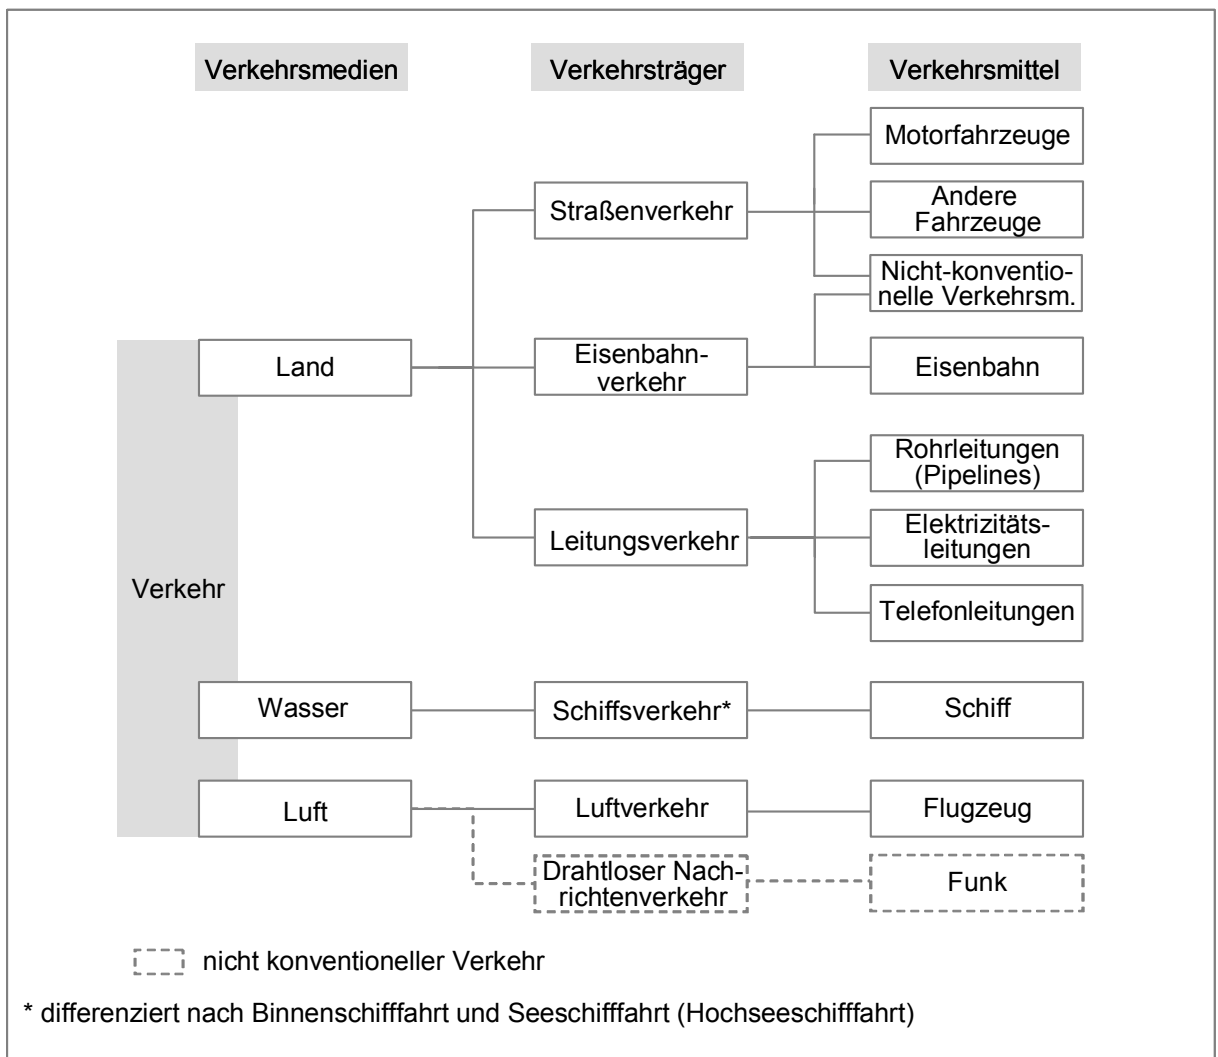 Verkehrsmedien
Verkehrsträger
Verkehrsmittel
Motorfahrzeuge
Straßenverkehr
Andere
Fahrzeuge
Nicht-konventio-
nelle Verkehrsm.
Land
Eisenbahn-
verkehr
Eisenbahn
Rohrleitungen
(Pipelines)
Leitungsverkehr
Elektrizitäts-
leitungen
Verkehr
Telefonleitungen
Wasser
Schiffsverkehr*
Schiff
Luft
Luftverkehr
Flugzeug
Drahtloser Nach-
richtenverkehr
Funk
nicht konventioneller Verkehr
* differenziert nach Binnenschifffahrt und Seeschifffahrt (Hochseeschifffahrt)